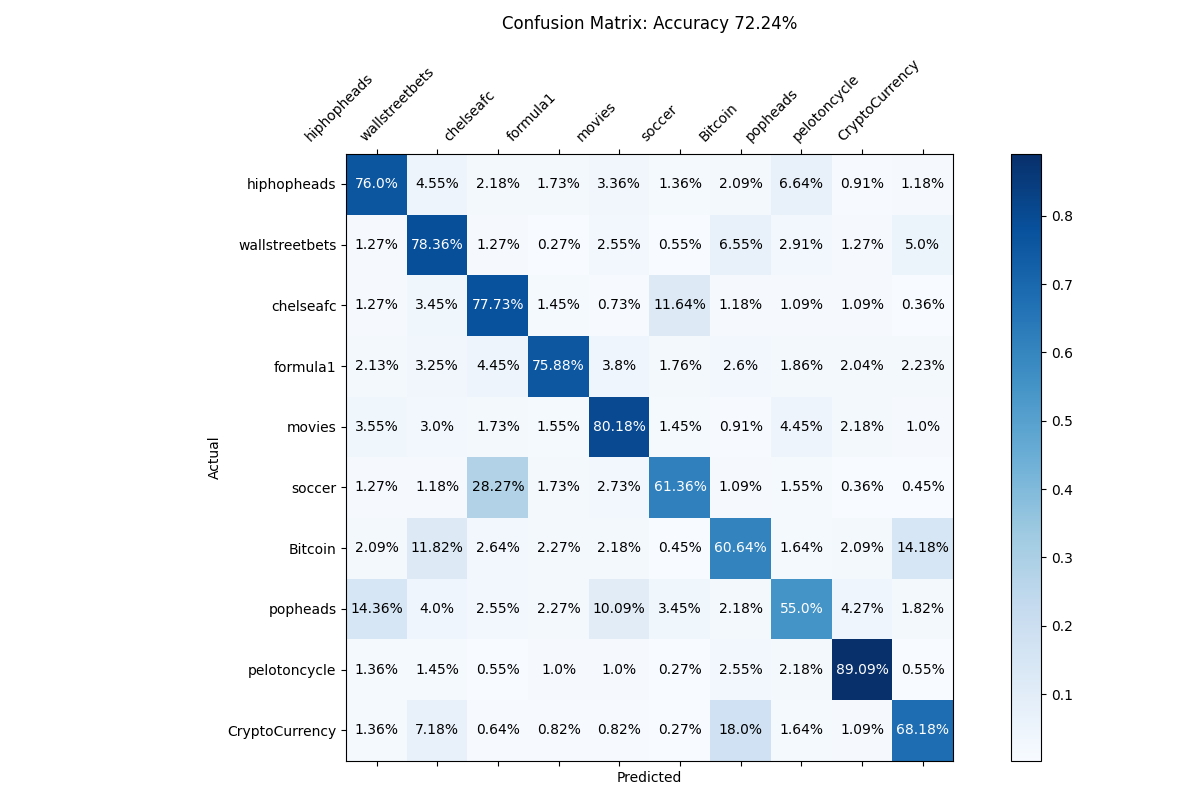 Confusion Matrix: Accuracy 72.24%
hiphopheads wallstreetbets chelseafc formula1 movies soccer Bitcoin popheads pelotoncycle CryptoCurrency
hiphopheads 76.0% 4.55% 2.18% 1.73% 3.36% 1.36% 2.09% 6.64% 0.91% 1.18%
wallstreetbets 1.27% 78.36% 1.27% 0.27% 2.55% 0.55% 6.55% 2.91% 1.27% 5.0%
chelseafc 1.27% 3.45% 77.73% 1.45% 0.73% 11.64% 1.18% 1.09% 1.09% 0.36%
formula1 2.13% 3.25% 4.45% 75.88% 3.8% 1.76% 2.6% 1.86% 2.04% 2.23%
movies 3.55% 3.0% 1.73% 1.55% 80.18% 1.45% 0.91% 4.45% 2.18% 1.0%
soccer 1.27% 1.18% 28.27% 1.73% 2.73% 61.36% 1.09% 1.55% 0.36% 0.45%
Bitcoin 2.09% 11.82% 2.64% 2.27% 2.18% 0.45% 60.64% 1.64% 2.09% 14.18%
popheads 14.36% 4.0% 2.55% 2.27% 10.09% 3.45% 2.18% 55.0% 4.27% 1.82%
pelotoncycle 1.36% 1.45% 0.55% 1.0% 1.0% 0.27% 2.55% 2.18% 89.09% 0.55%
CryptoCurrency 1.36% 7.18% 0.64% 0.82% 0.82% 0.27% 18.0% 1.64% 1.09% 68.18%
Actual
Predicted
0.8
0.7
0.6
0.5
0.4
0.3
0.2
0.1